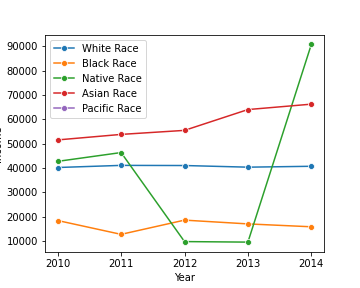 90000
80000
70000
60000
50000
40000
30000
20000
10000
White Race
Black Race
Native Race
Asian Race
Pacific Race
2010 2011 2012 2013 2014
Year